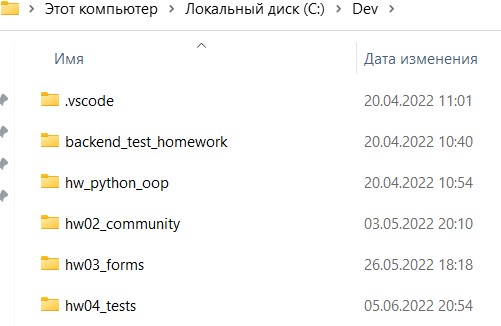 Этот компьютер > Локальный диск (C:) > Dev >
Имя Дата изменения
.vscode 20.04.2022 11:01
backend_test_homework 20.04.2022 10:40
hw_python_oop 20.04.2022 10:54
hw02_community 03.05.2022 20:10
hw03_forms 26.05.2022 18:18
hw04_tests 05.06.2022 20:54